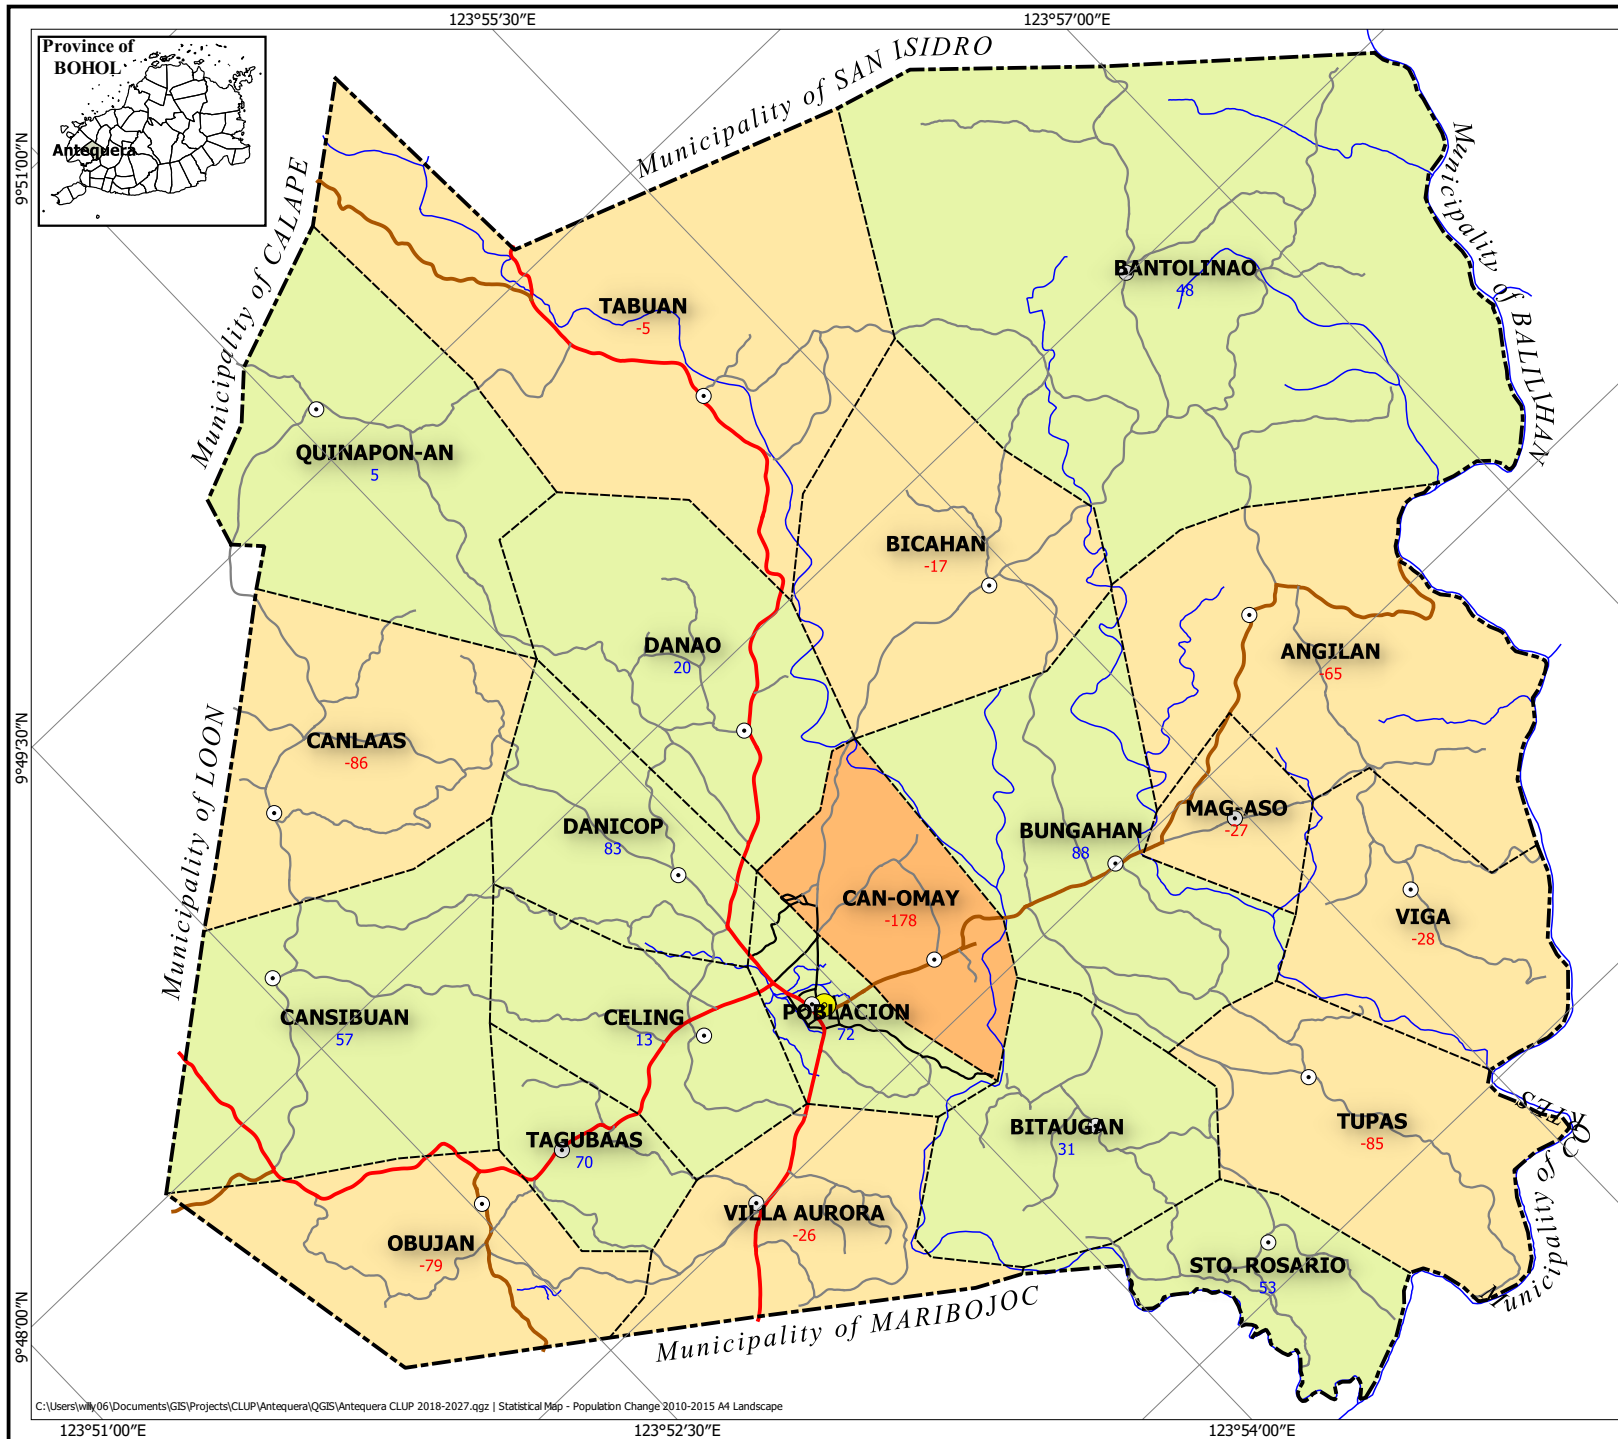 123°55'30"E
123°57'00"E
Province of
BOHOL
Antequera
Municipality of SAN ISIDRO
Municipality of CALAPE
Municipality of BALILIHAN
9°51'00"N
BANTOLINAO
48
TABUAN
-5
QUINAPON-AN
5
BICAHAN
-17
DANAO
20
ANGILAN
-65
CANLAAS
-86
9°49'30"N
Municipality of LOON
MAG-ASO
-27
DANICOP
83
BUNGAHAN
88
CAN-OMAY
-178
VIGA
-28
CANSIBUAN
57
CELING
13
POBLACION
72
TUPAS
-85
BITAUGAN
31
TAGUBAAS
70
Municipality of CORTES
VILLA AURORA
-26
OBUJAN
-79
STO. ROSARIO
53
9°48'00"N
Municipality of MARIBOJOC
C:\Users\willy06\Documents\GIS\Projects\CLUP\Antequera\QGIS\Antequera CLUP 2018-2027.qgz | Statistical Map - Population Change 2010-2015 A4 Landscape
123°51'00"E
123°52'30"E
123°54'00"E